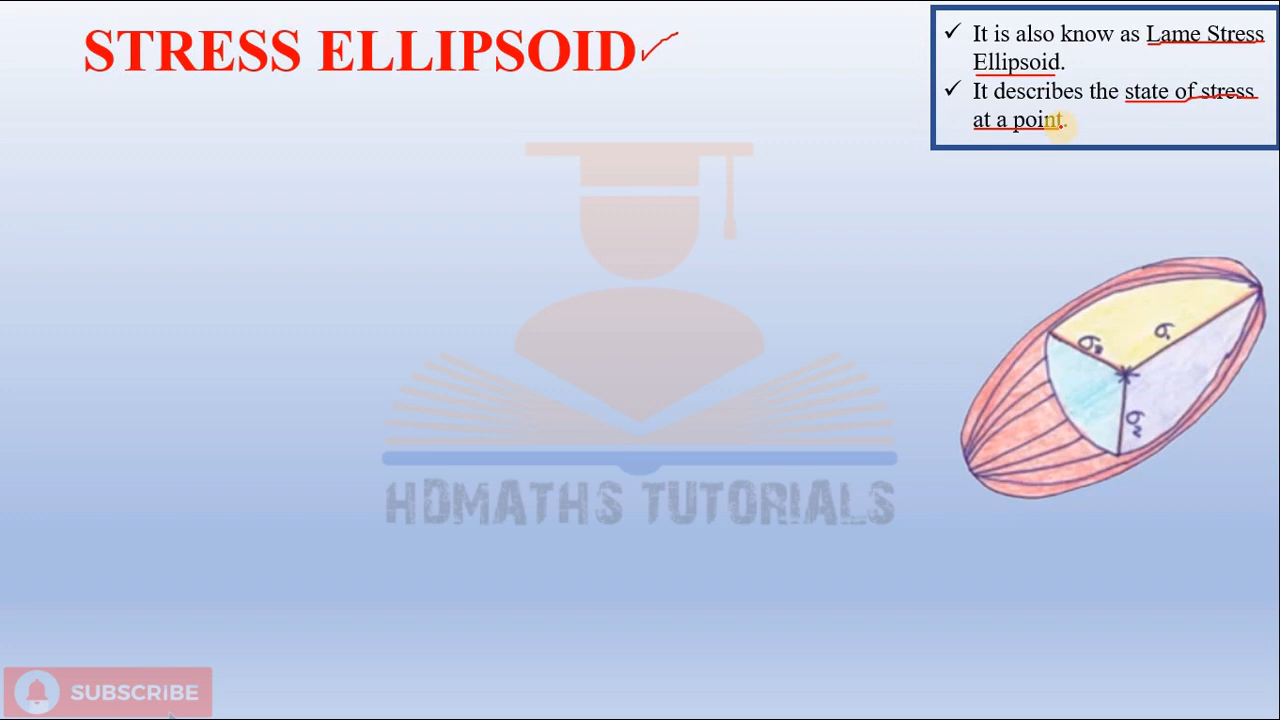 STRESS ELLIPSOID
✓ It is also know as Lame Stress
Ellipsoid.
✓ It describes the state of stress
at a point.
HDMATHS TUTORIALS
SUBSCRIBE